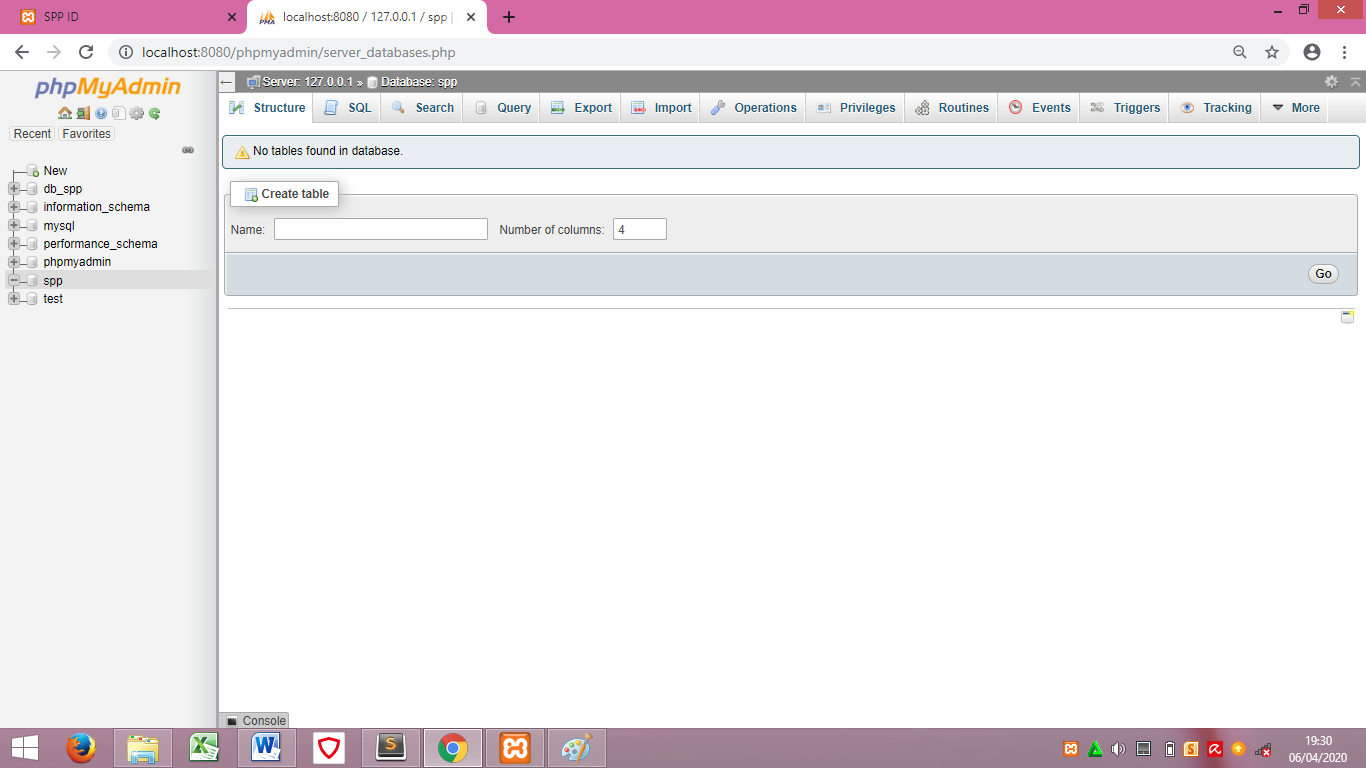 SPP ID
localhost:8080 / 127.0.0.1 / spp |
localhost:8080/phpmyadmin/server_databases.php
phpMyAdmin
Recent Favorites
New
db_spp
information_schema
mysql
performance_schema
phpmyadmin
spp
test
Server: 127.0.0.1 » Database: spp
Structure SQL Search Query Export Import Operations Privileges Routines Events Triggers Tracking More
No tables found in database.
Create table
Name: Number of columns: 4
Go
Console
19:30
06/04/2020